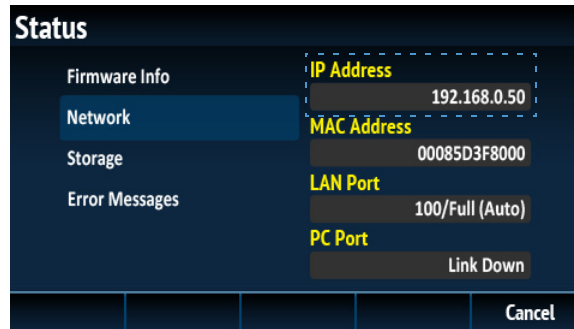 Status
Firmware Info
Network
Storage
Error Messages
IP Address
192.168.0.50
MAC Address
00085D3F8000
LAN Port
100/Full (Auto)
PC Port
Link Down
Cancel